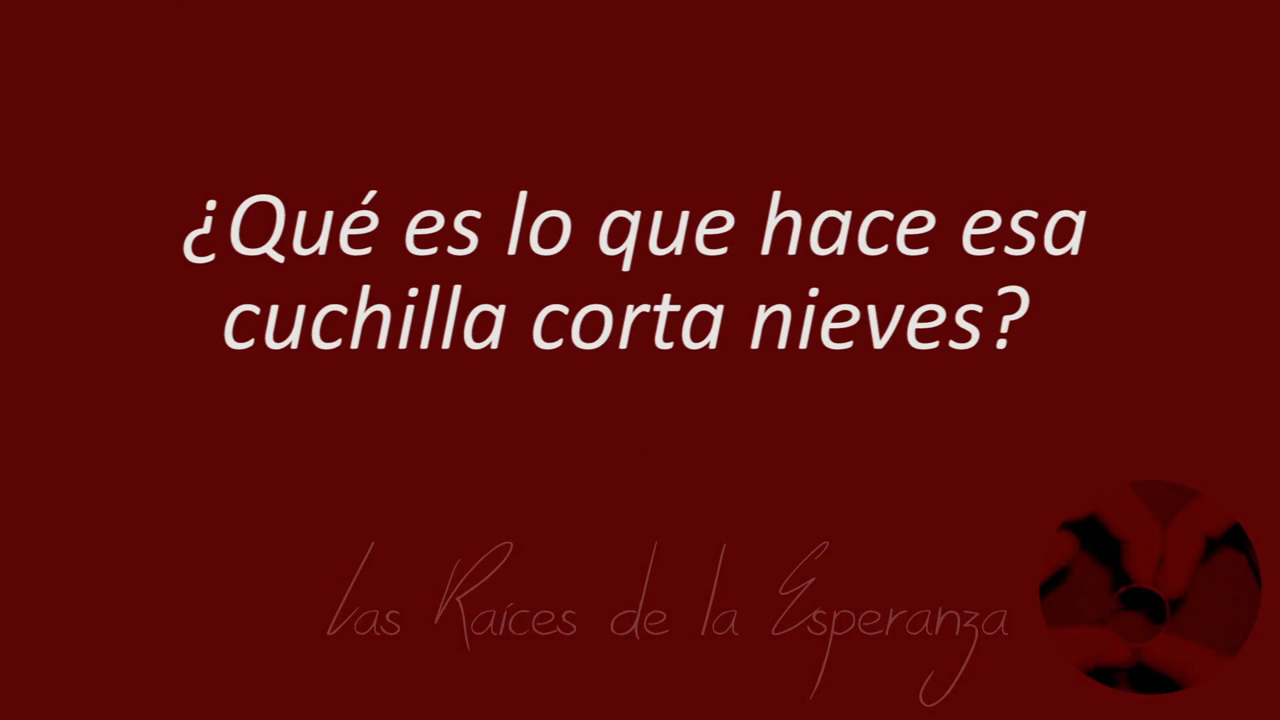 ¿Qué es lo que hace esa
cuchilla corta nieves?
Las Raíces de la Esperanza